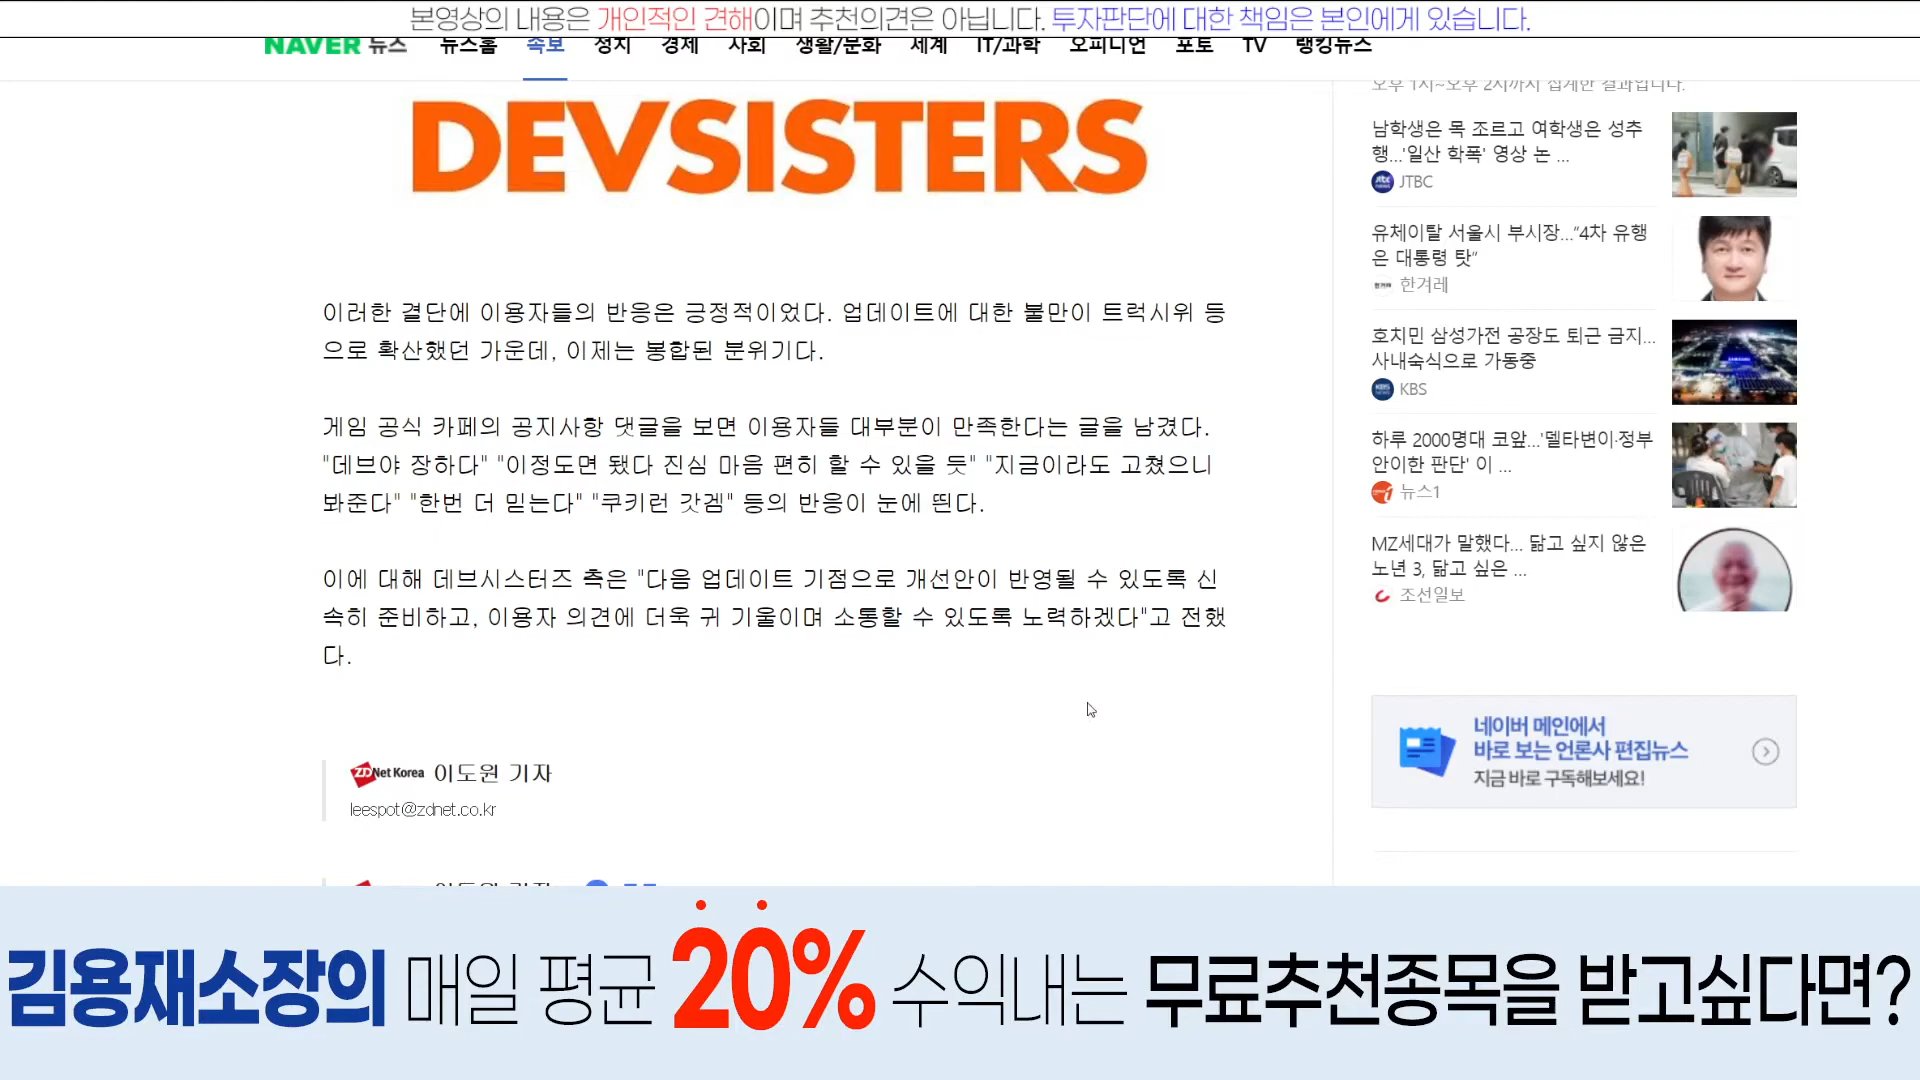 본영상의 내용은 개인적인 견해이며 추천의견은 아닙니다. 투자판단에 대한 책임은 본인에게 있습니다.
NAVER 뉴스 뉴스홈 속보 정치 경제 사회 생활/문화 세계 IT/과학 오피니언 포토 TV 랭킹뉴스
DEVSISTERS
이러한 결단에 이용자들의 반응은 긍정적이었다. 업데이트에 대한 불만이 트럭시위 등
으로 확산했던 가운데, 이제는 봉합된 분위기다.
게임 공식 카페의 공지사항 댓글을 보면 이용자들 대부분이 만족한다는 글을 남겼다.
"데브야 장하다" "이정도면 됐다 진심 마음 편히 할 수 있을 듯" "지금이라도 고쳤으니
봐준다" "한번 더 믿는다" "쿠키런 갓겜" 등의 반응이 눈에 띈다.
이에 대해 데브시스터즈 측은 "다음 업데이트 기점으로 개선안이 반영될 수 있도록 신
속히 준비하고, 이용자 의견에 더욱 귀 기울이며 소통할 수 있도록 노력하겠다"고 전했
다.
ZDNet Korea 이도원 기자
leespot@zdnet.co.kr
오후 1시~오후 2시까지 집계한 결과입니다.
남학생은 목 조르고 여학생은 성추
행...'일산 학폭' 영상 논 ...
JTBC
유체이탈 서울시 부시장...“4차 유행
은 대통령 탓”
한겨레
호치민 삼성가전 공장도 퇴근 금지...
사내숙식으로 가동중
KBS
하루 2000명대 코앞...'델타변이·정부
안이한 판단' 이 ...
뉴스1
MZ세대가 말했다... 닮고 싶지 않은
노년 3, 닮고 싶은 ...
조선일보
네이버 메인에서
바로 보는 언론사 편집뉴스
지금 바로 구독해보세요!
김용재소장의 매일 평균 20% 수익내는 무료추천종목을 받고싶다면?